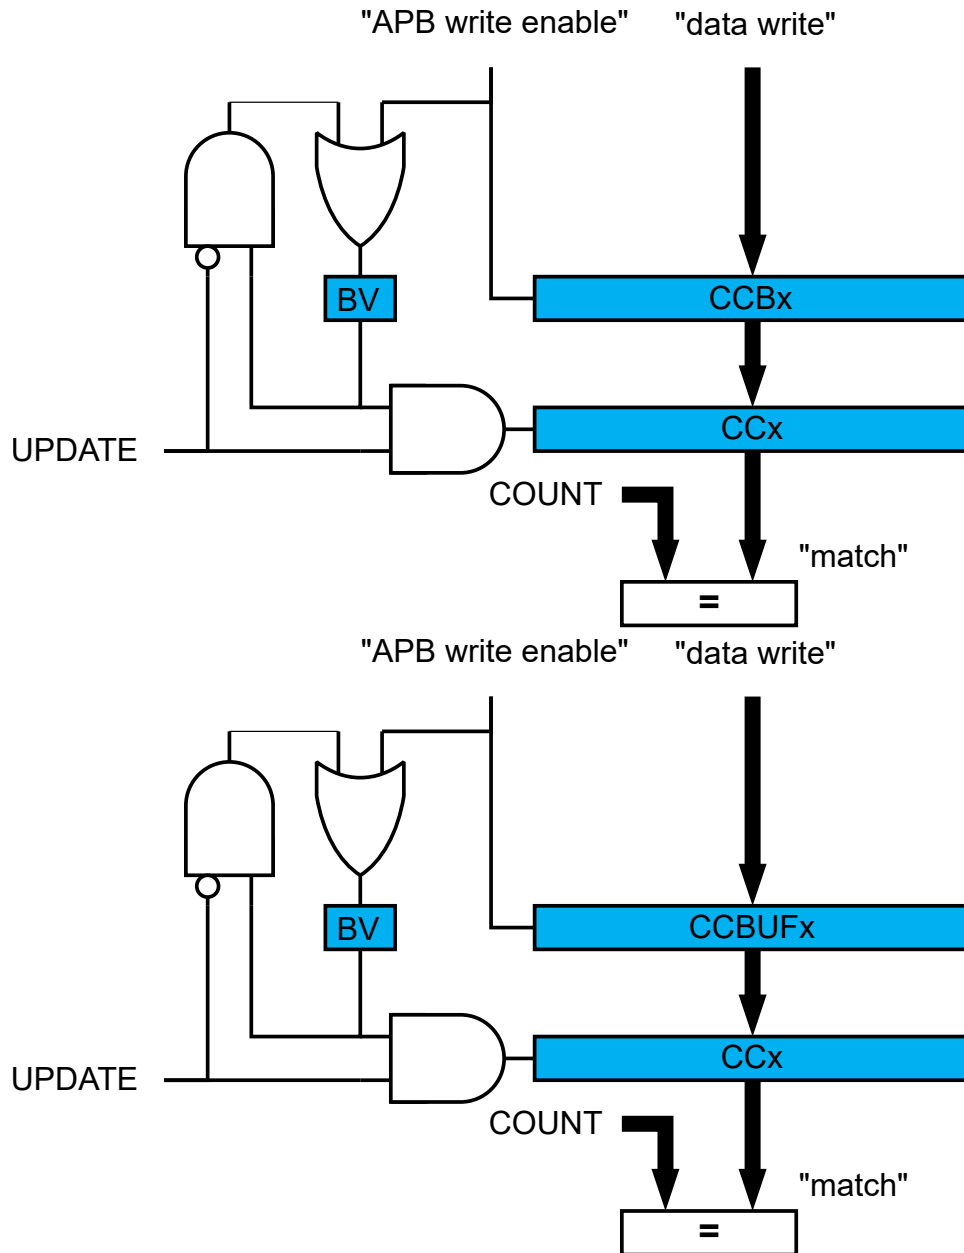 "APB write enable" "data write"
BV CCBx
CCx
UPDATE
COUNT
"match"
=
"APB write enable" "data write"
BV CCBUFx
CCx
UPDATE
COUNT
"match"
=